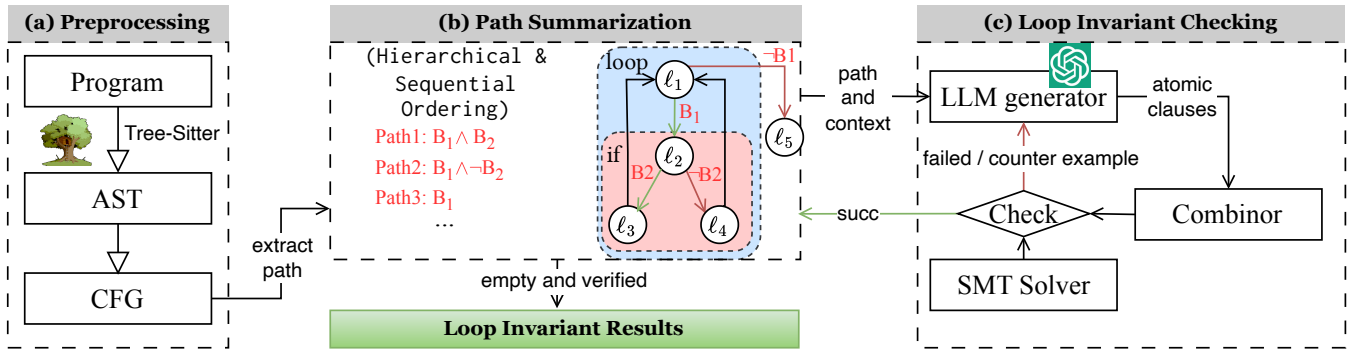 (a) Preprocessing
Program
Tree-Sitter
AST
CFG
extract
path
(b) Path Summarization
(Hierarchical &
Sequential
Ordering)
Path1: B₁ ∧ B₂
Path2: B₁∧¬B₂
Path3: B₁
...
loop
ℓ₁
¬B1
B₁
ℓ₅
if
ℓ₂
B2
¬B2
ℓ₃
ℓ₄
empty and verified
Loop Invariant Results
path
and
context
succ
(c) Loop Invariant Checking
LLM generator
atomic
clauses
failed / counter example
Check
Combinor
SMT Solver